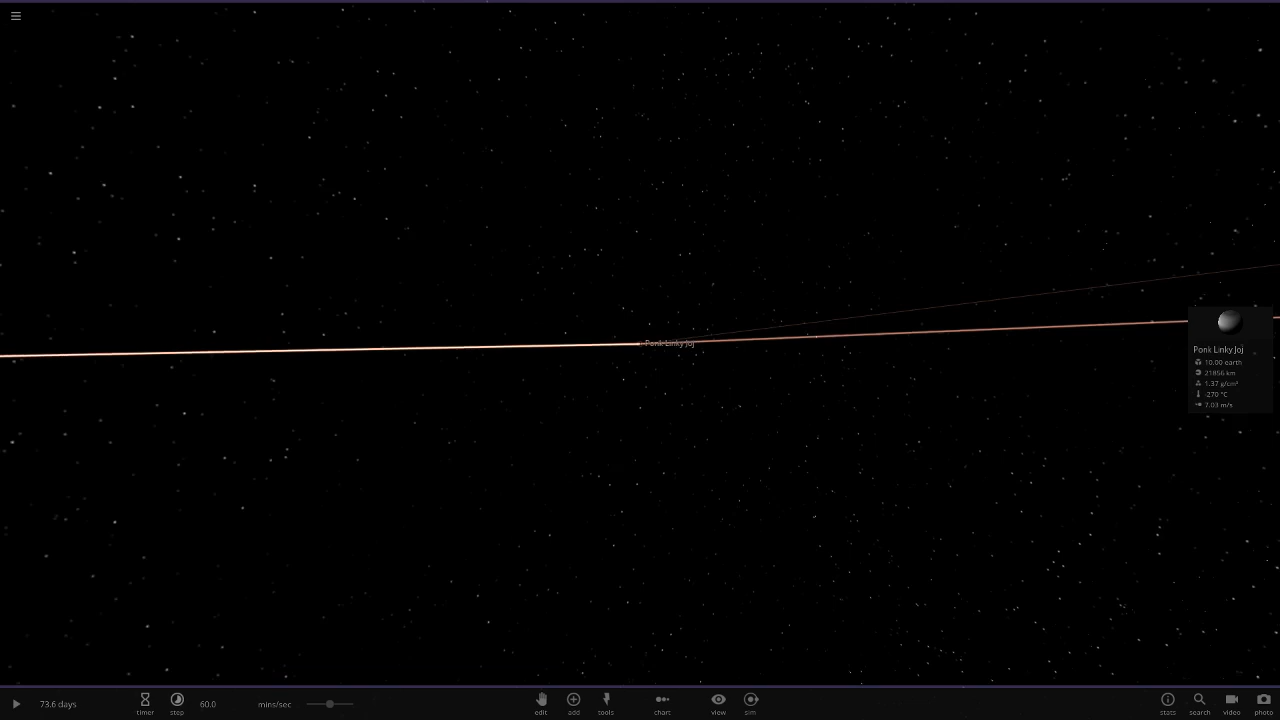 Ponk Linky Joj
Ponk Linky Joj
10.00 earth
21856 km
1.37 g/cm³
-270 °C
7.03 m/s
73.6 days
timer
step
60.0
mins/sec
edit
add
tools
chart
view
sim
stats
search
video
photo